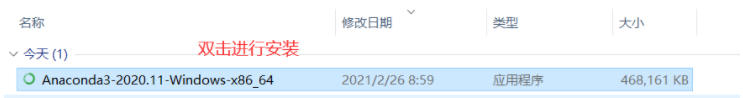 名称 修改日期 类型 大小
今天 (1) 双击进行安装
Anaconda3-2020.11-Windows-x86_64 2021/2/26 8:59 应用程序 468,161 KB